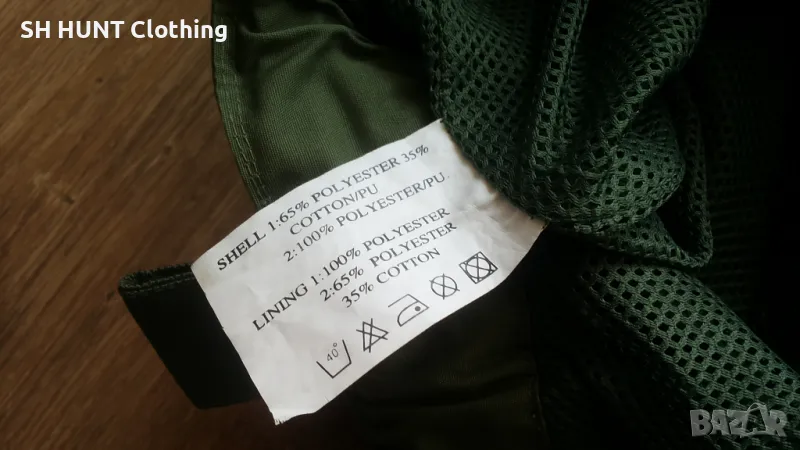 SH HUNT Clothing
SHELL 1:65% POLYESTER 35%
COTTON/PU
2:100% POLYESTER/PU
LINING 1:100% POLYESTER
2:65% POLYESTER
35% COTTON
40°
BAZAR